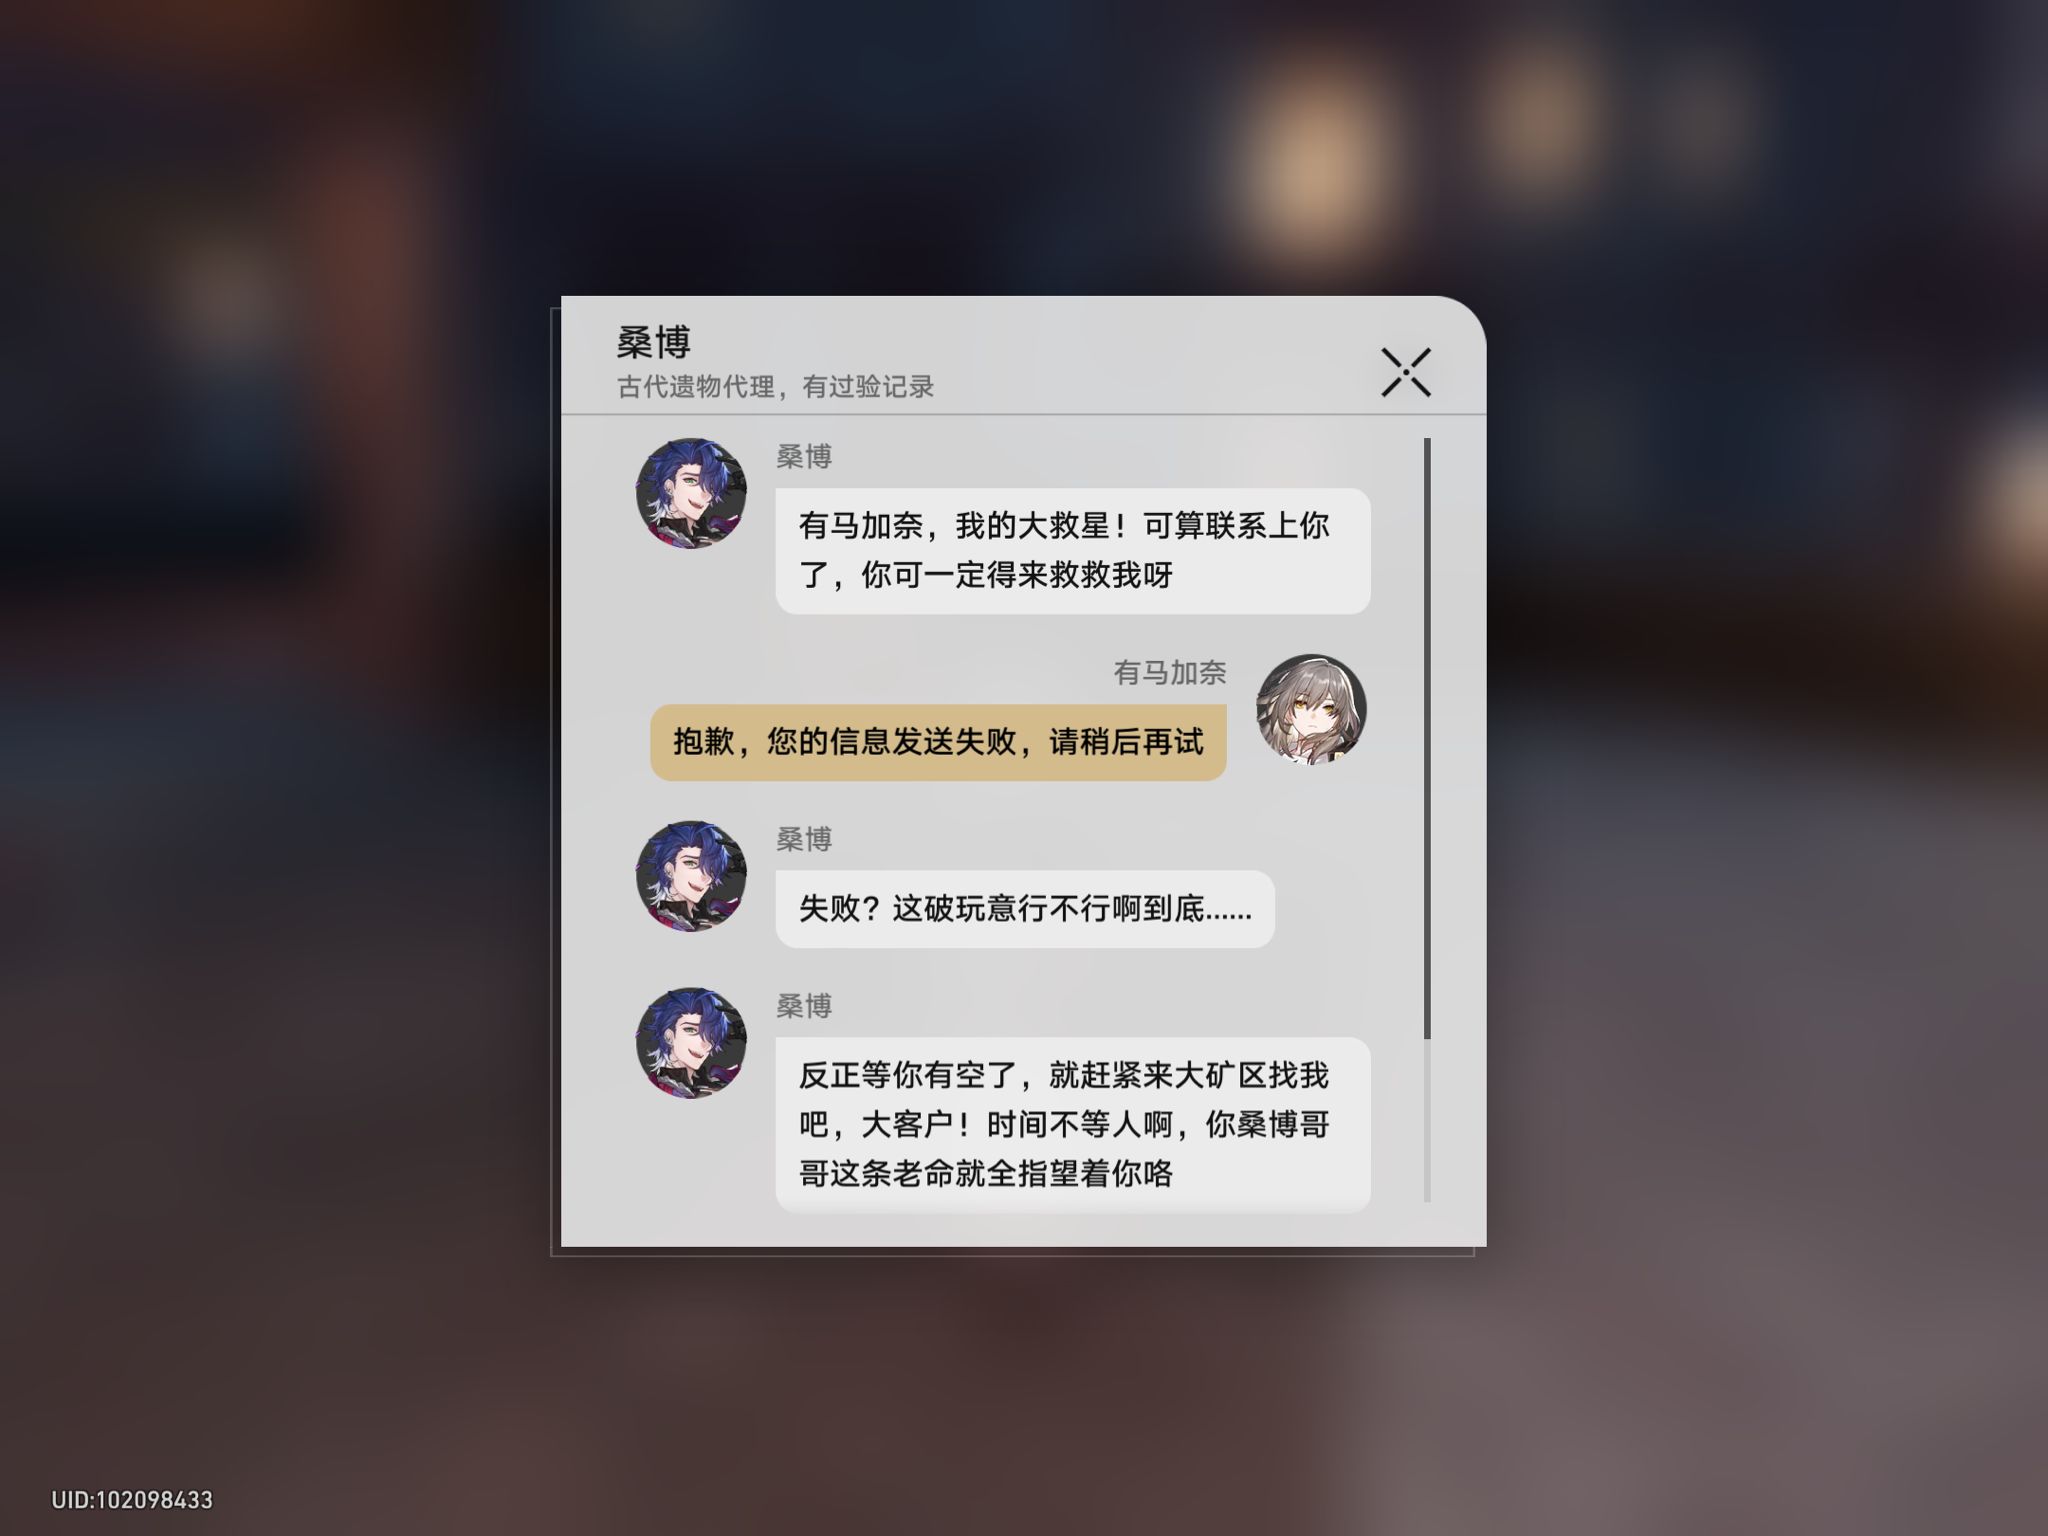 桑博
古代遗物代理，有过验记录
桑博
有马加奈，我的大救星！可算联系上你
了，你可一定得来救救我呀
有马加奈
抱歉，您的信息发送失败，请稍后再试
桑博
失败？这破玩意行不行啊到底......
桑博
反正等你有空了，就赶紧来大矿区找我
吧，大客户！时间不等人啊，你桑博哥
哥这条老命就全指望着你咯
UID:102098433